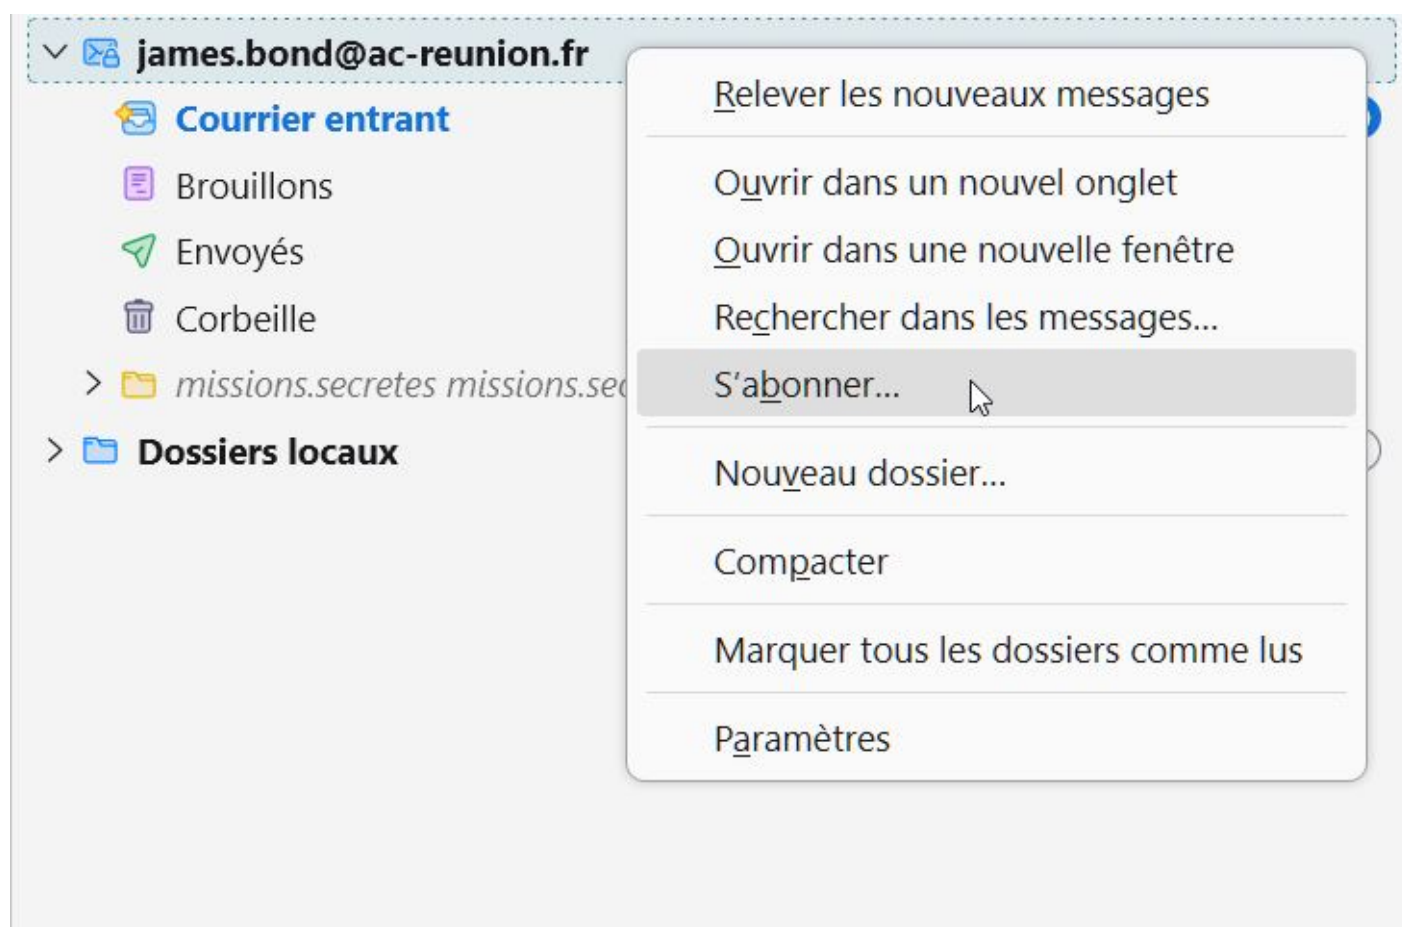 james.bond@ac-reunion.fr
Courrier entrant
Brouillons
Envoyés
Corbeille
missions.secretes missions.sec
Dossiers locaux
Relever les nouveaux messages
Ouvrir dans un nouvel onglet
Ouvrir dans une nouvelle fenêtre
Rechercher dans les messages...
S'abonner...
Nouveau dossier...
Compacter
Marquer tous les dossiers comme lus
Paramètres